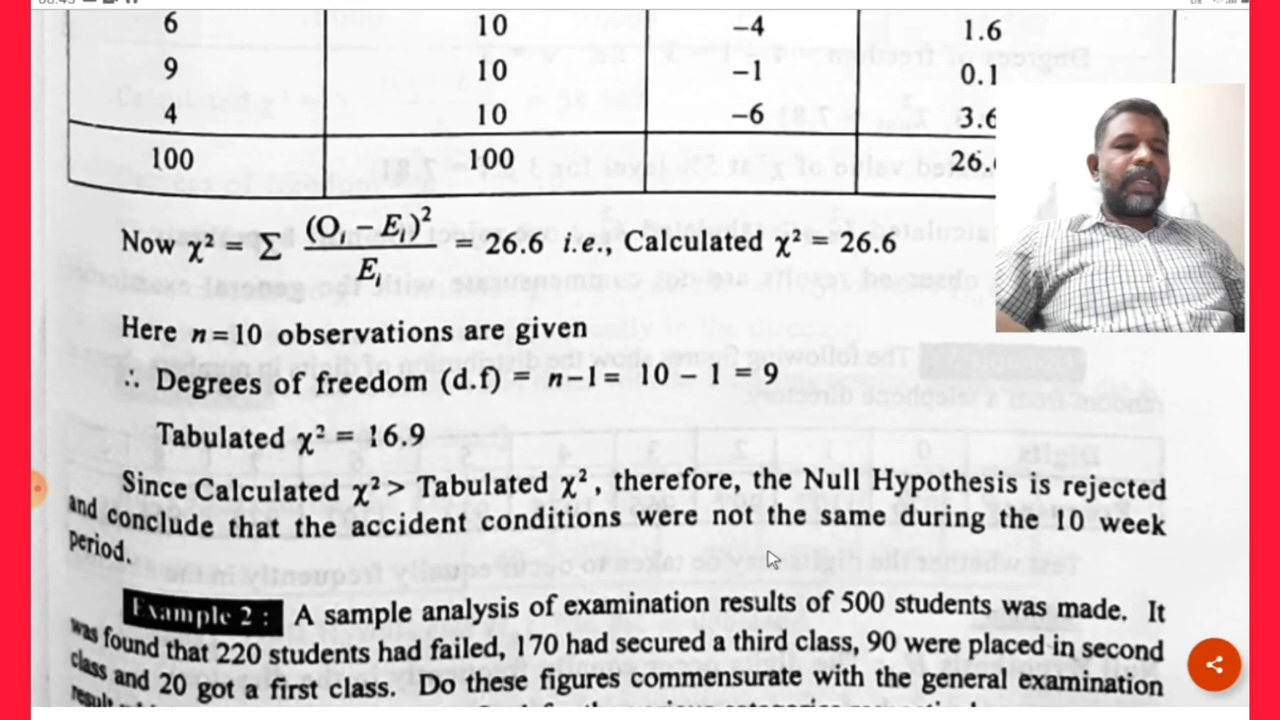 6 10 -4 1.6
9 10 -1 0.1
4 10 -6 3.6
100 100 26.
Now χ² = Σ (Oᵢ – Eᵢ)² / Eᵢ = 26.6 i.e., Calculated χ² = 26.6
Here n=10 observations are given
∴ Degrees of freedom (d.f) = n–1 = 10 – 1 = 9
Tabulated χ² = 16.9
Since Calculated χ² > Tabulated χ², therefore, the Null Hypothesis is rejected
and conclude that the accident conditions were not the same during the 10 week
period.
Example 2 : A sample analysis of examination results of 500 students was made. It
was found that 220 students had failed, 170 had secured a third class, 90 were placed in second
class and 20 got a first class. Do these figures commensurate with the general examination